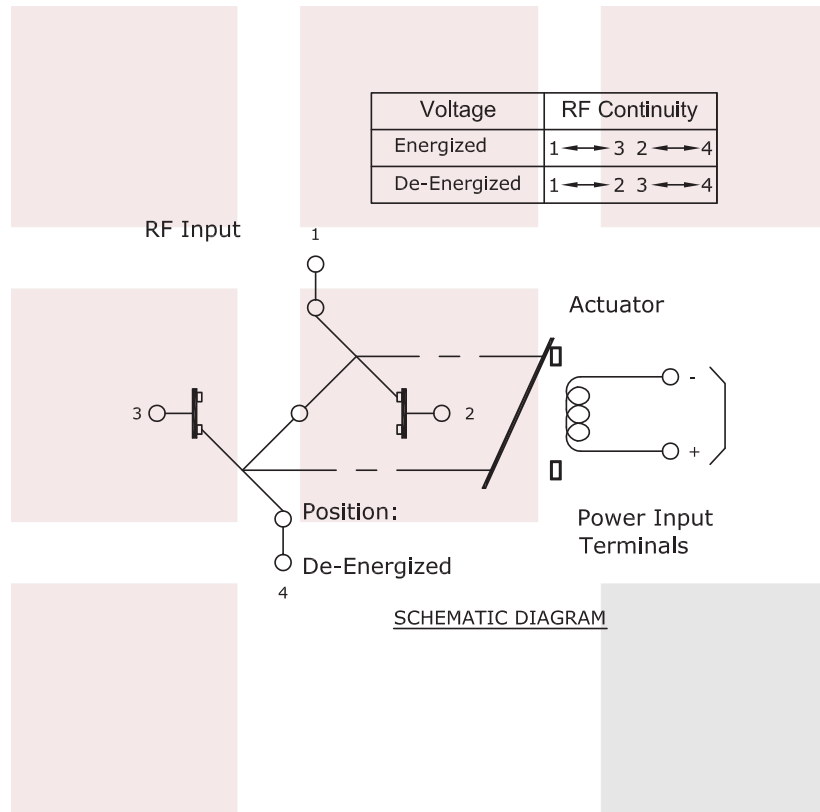 Voltage RF Continuity
Energized 1 ◄─► 3 2 ◄─► 4
De-Energized 1 ◄─► 2 3 ◄─► 4
RF Input
1
Actuator
-
3
2
+
Position:
Power Input
Terminals
De-Energized
4
SCHEMATIC DIAGRAM